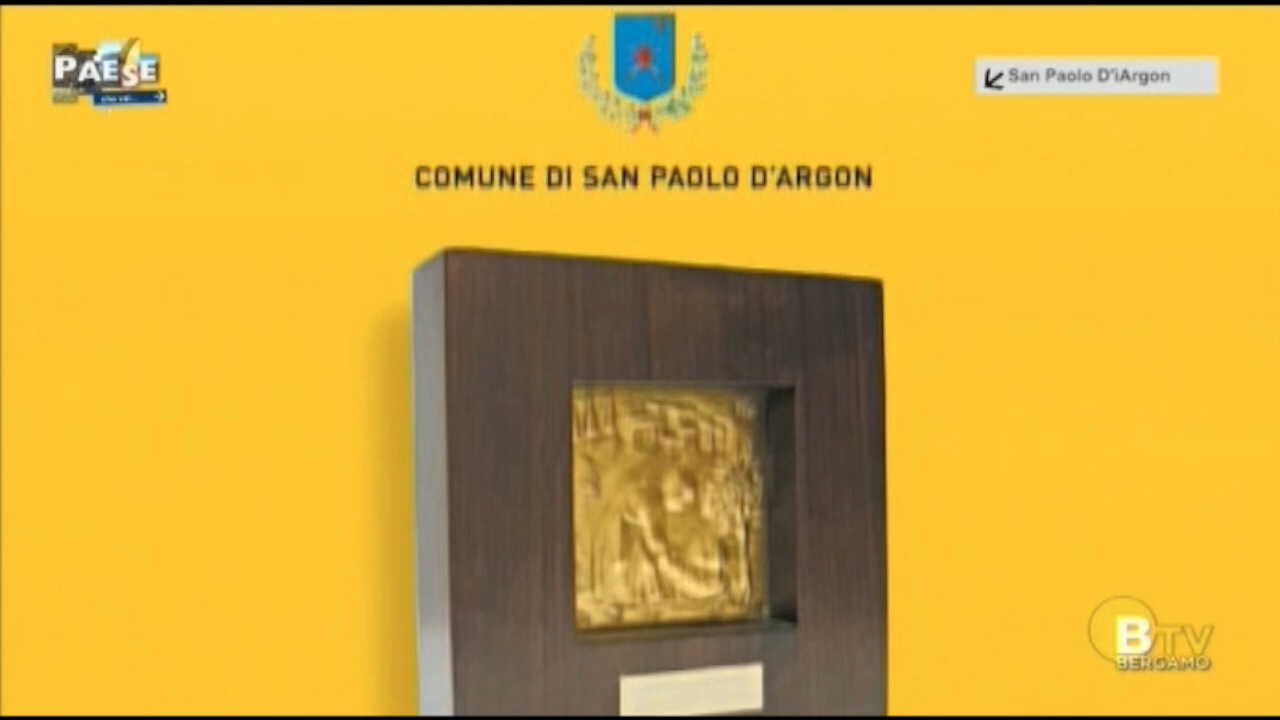 PAESE
San Paolo D'iArgon
COMUNE DI SAN PAOLO D'ARGON
BTV
BERGAMO